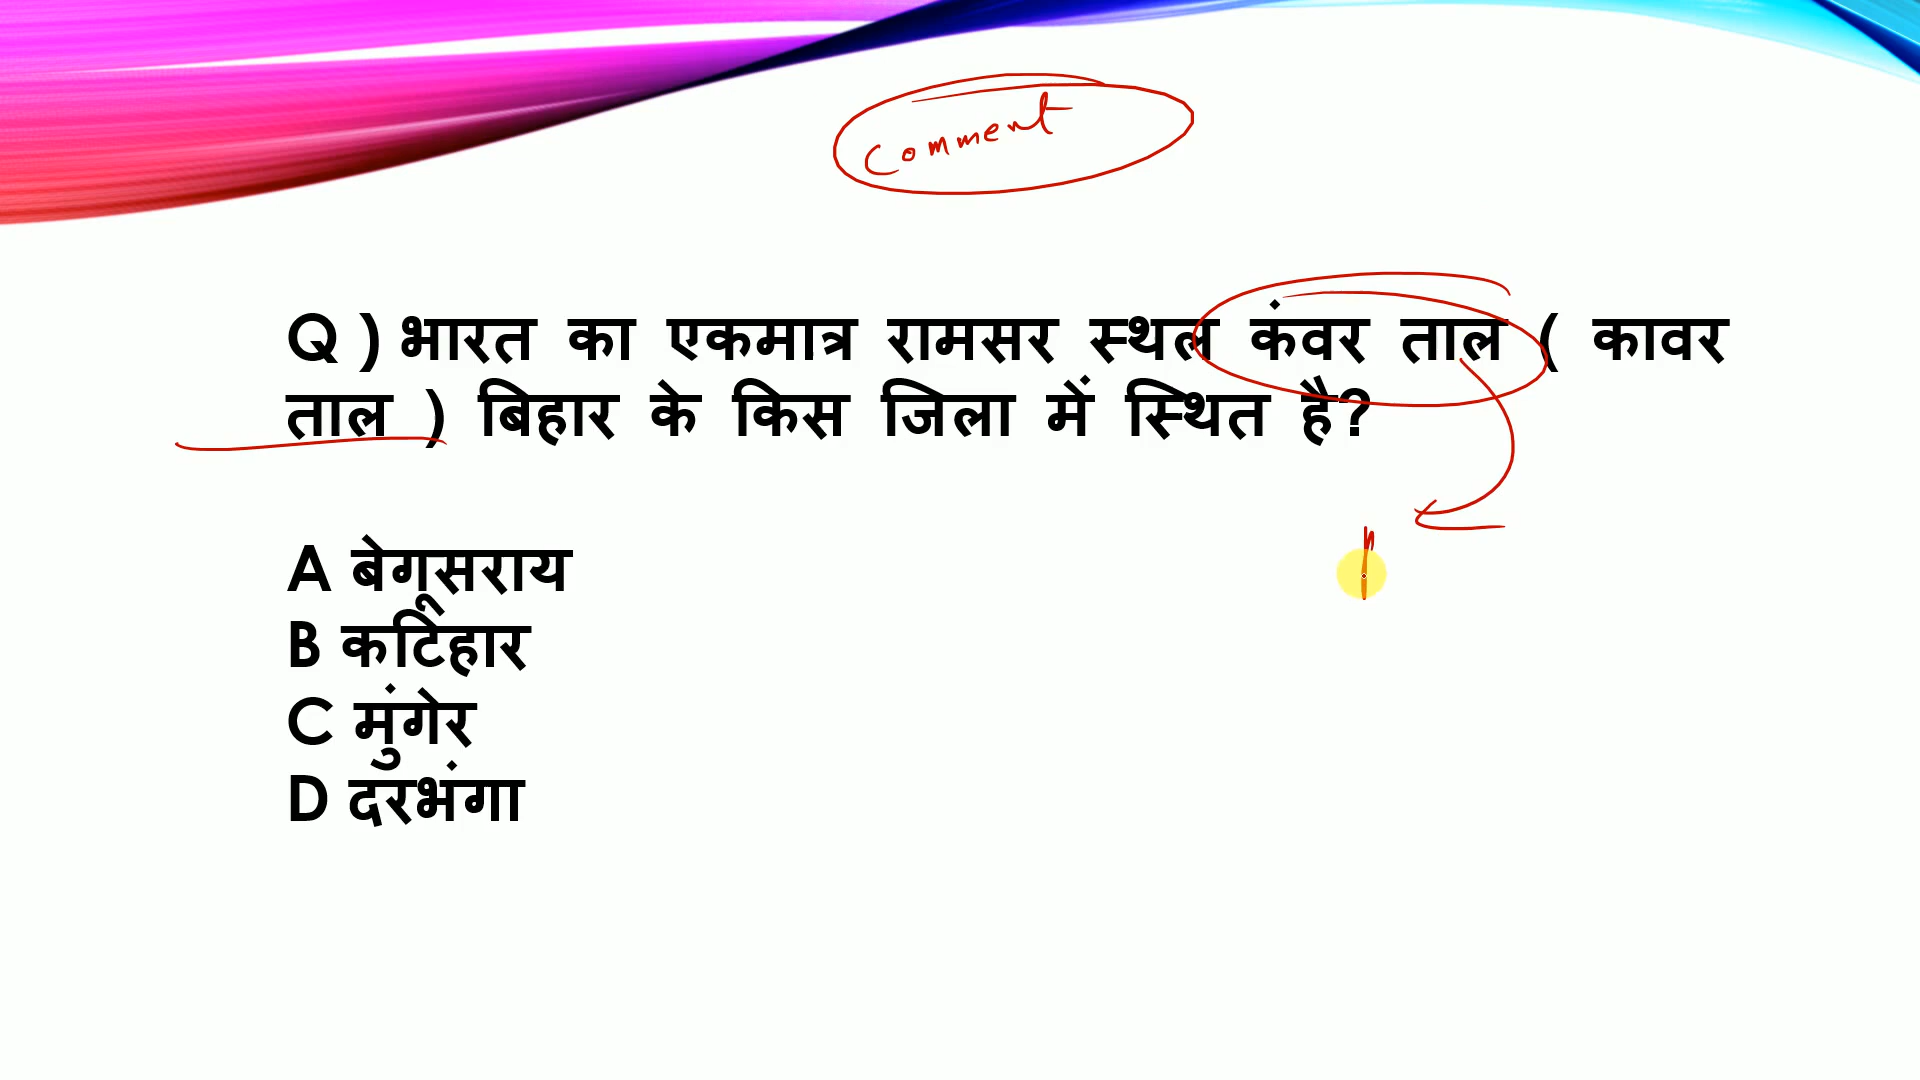 Comment
Q ) भारत का एकमात्र रामसर स्थल कंवर ताल ( कावर
ताल ) बिहार के किस जिला में स्थित है?
A बेगूसराय
B कटिहार
C मुंगेर
D दरभंगा